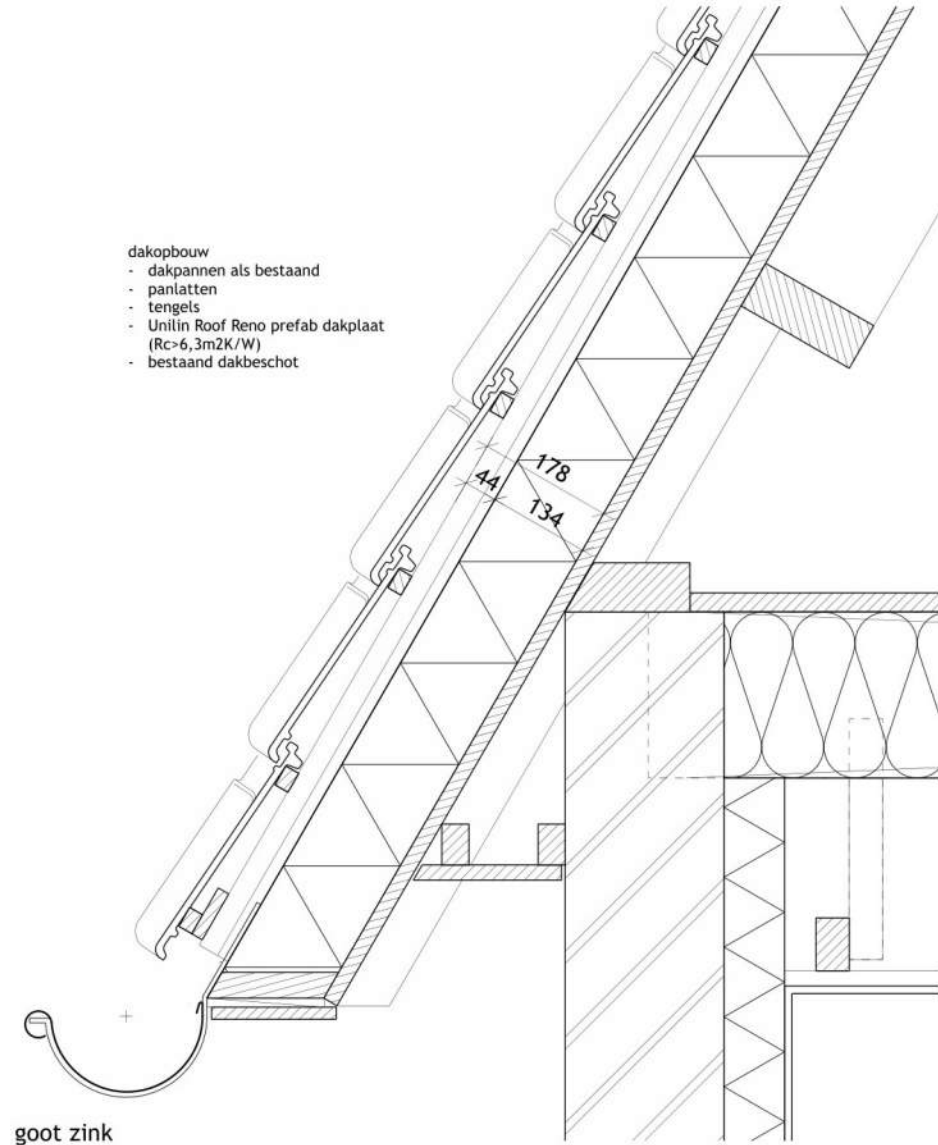 dakopbouw
- dakpannen als bestaand
- panlatten
- tengels
- Unilin Roof Reno prefab dakplaat
(Rc>6,3m2K/W)
- bestaand dakbeschot
178
44
134
goot zink